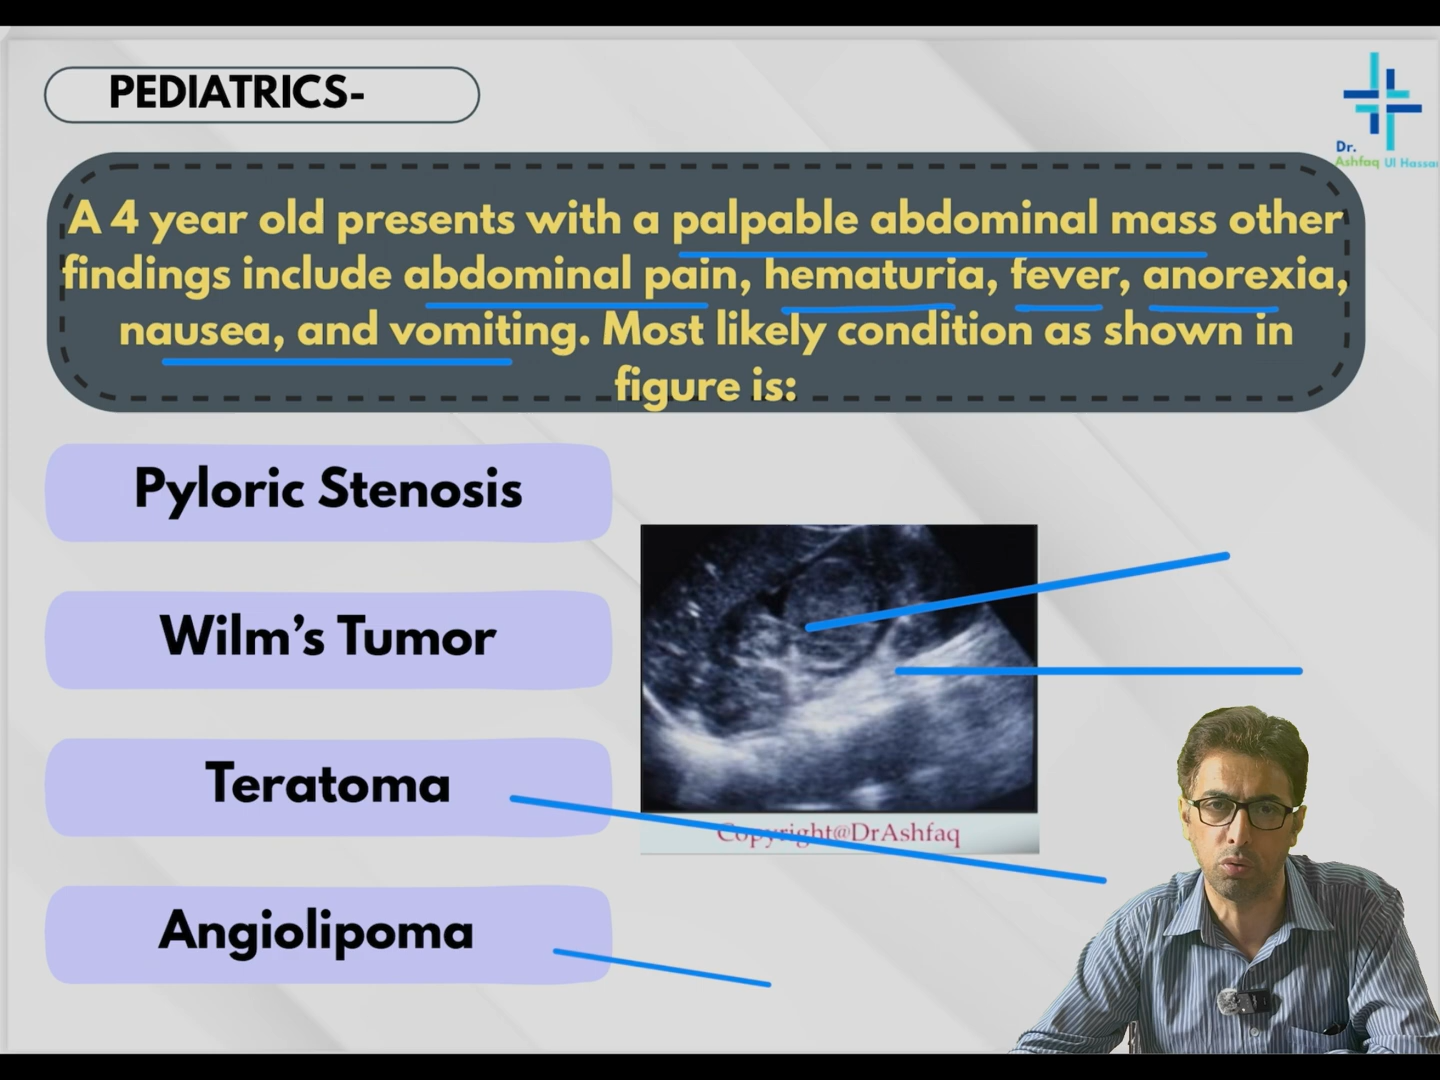 PEDIATRICS-
Dr.
Ashfaq Ul Hassan
A 4 year old presents with a palpable abdominal mass other
findings include abdominal pain, hematuria, fever, anorexia,
nausea, and vomiting. Most likely condition as shown in
figure is:
Pyloric Stenosis
Wilm's Tumor
Teratoma
Angiolipoma
Copyright@DrAshfaq